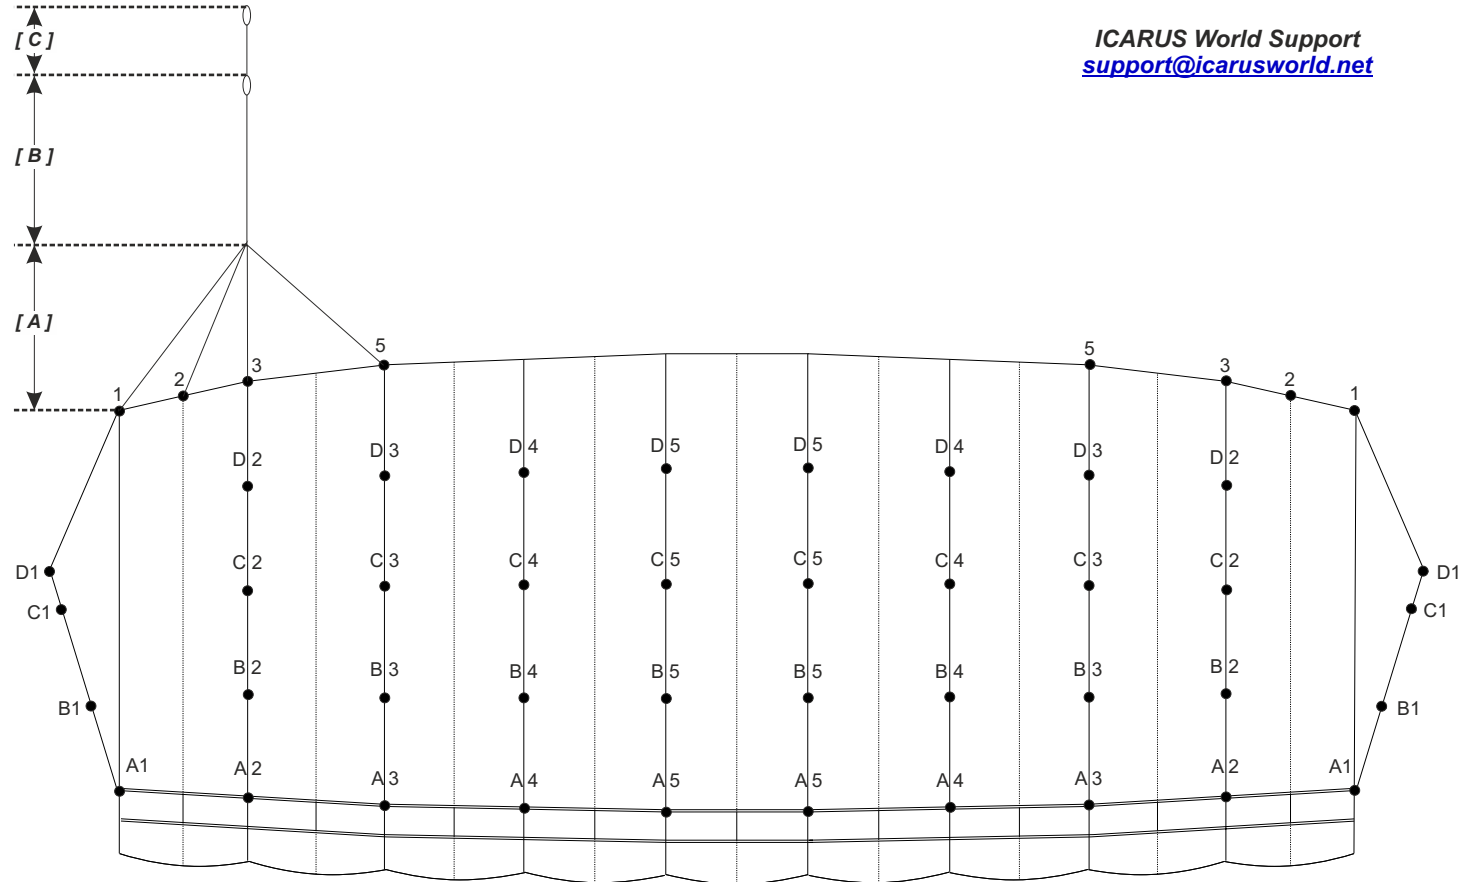 [ C ]
ICARUS World Support
support@icarusworld.net
[ B ]
[ A ]
1
2
3
5
5
3
2
1
D 2
D 3
D 4
D 5
D 5
D 4
D 3
D 2
D1
C 2
C 3
C 4
C 5
C 5
C 4
C 3
C 2
D1
C1
C1
B 2
B 3
B 4
B 5
B 5
B 4
B 3
B 2
B1
B1
A1
A 2
A 3
A 4
A 5
A 5
A 4
A 3
A 2
A1